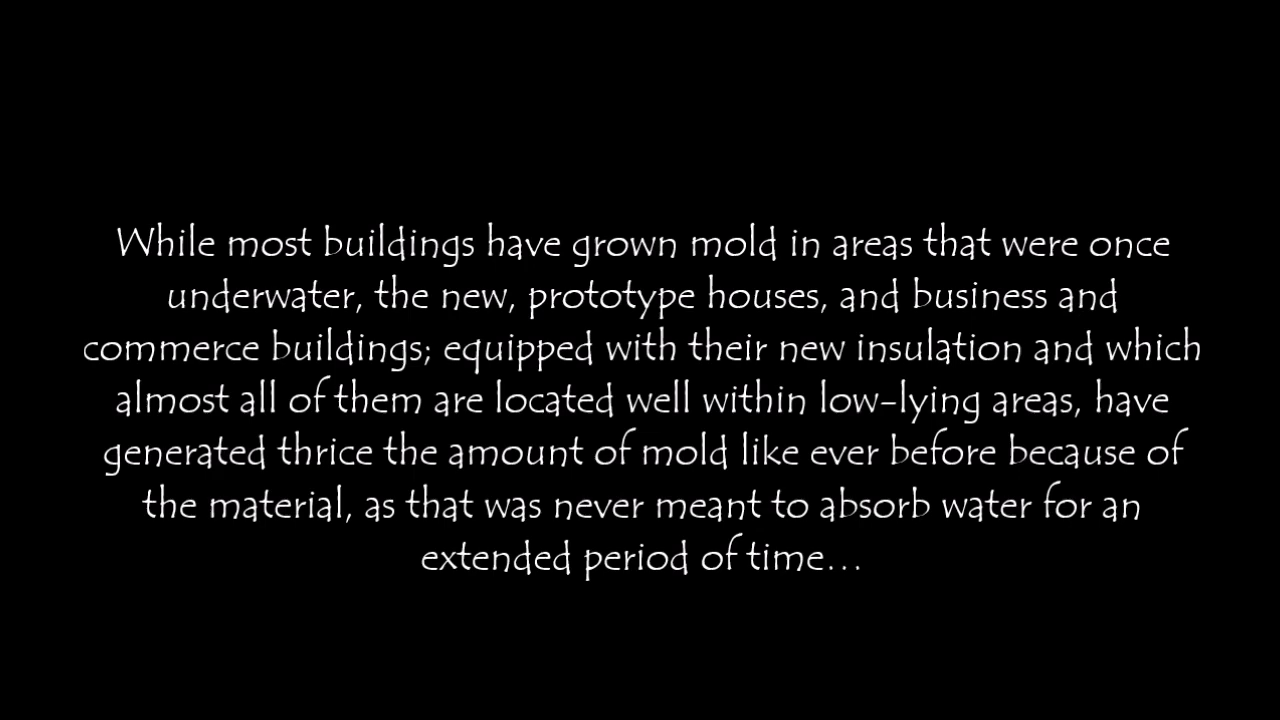 While most buildings have grown mold in areas that were once
underwater, the new, prototype houses, and business and
commerce buildings; equipped with their new insulation and which
almost all of them are located well within low-lying areas, have
generated thrice the amount of mold like ever before because of
the material, as that was never meant to absorb water for an
extended period of time...